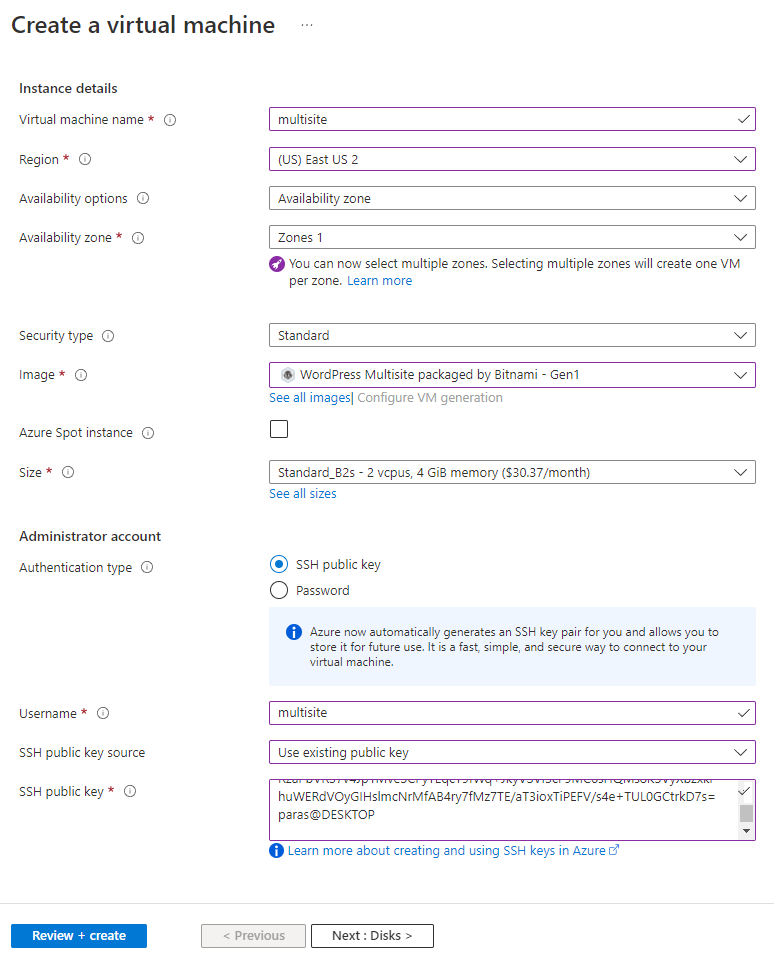 Create a virtual machine ...
Instance details
Virtual machine name *
multisite
Region *
(US) East US 2
Availability options
Availability zone
Availability zone *
Zones 1
You can now select multiple zones. Selecting multiple zones will create one VM
per zone. Learn more
Security type
Standard
Image *
WordPress Multisite packaged by Bitnami - Gen1
See all images| Configure VM generation
Azure Spot instance
Size *
Standard_B2s - 2 vcpus, 4 GiB memory ($30.37/month)
See all sizes
Administrator account
Authentication type
SSH public key
Password
Azure now automatically generates an SSH key pair for you and allows you to
store it for future use. It is a fast, simple, and secure way to connect to your
virtual machine.
Username *
multisite
SSH public key source
Use existing public key
SSH public key *
huWERdVOyGIHslmcNrMfAB4ry7fMz7TE/aT3ioxTiPEFV/s4e+TUL0GCtrkD7s=
paras@DESKTOP
Learn more about creating and using SSH keys in Azure
Review + create
< Previous
Next : Disks >